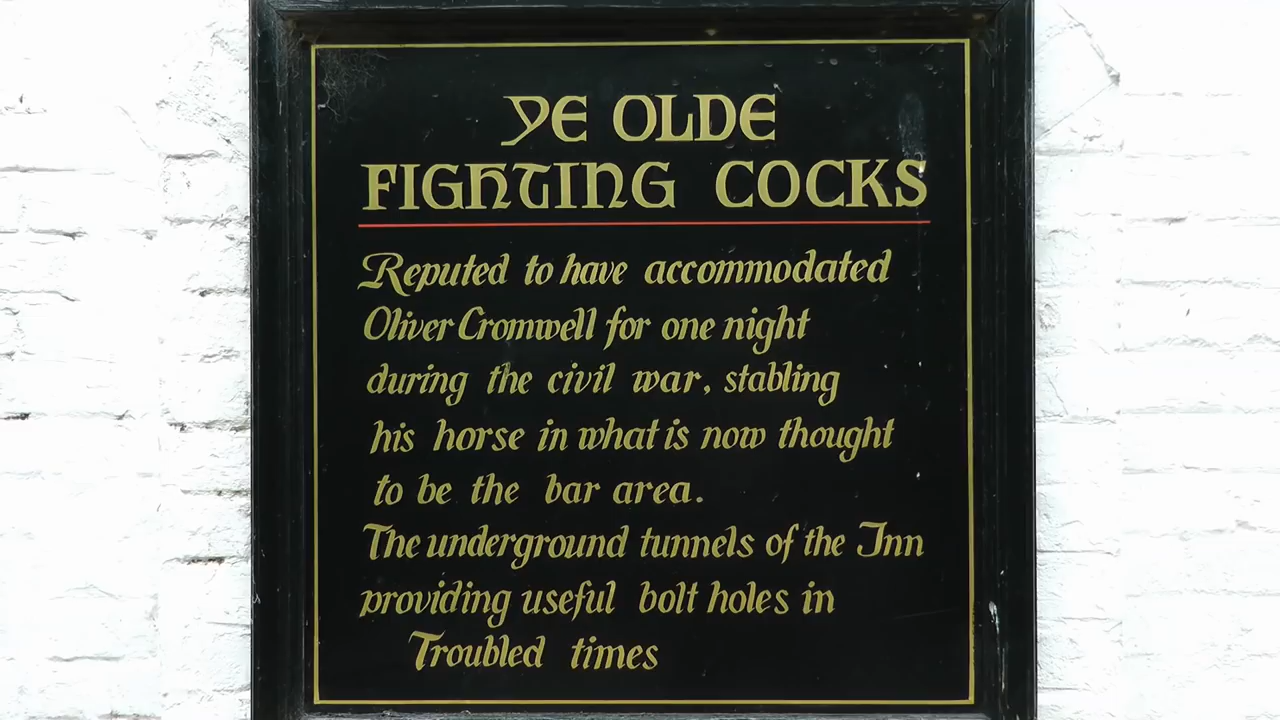 YE OLDE
FIGHTING COCKS
Reputed to have accommodated
Oliver Cromwell for one night
during the civil war, stabling
his horse in what is now thought
to be the bar area.
The underground tunnels of the Inn
providing useful bolt holes in
Troubled times